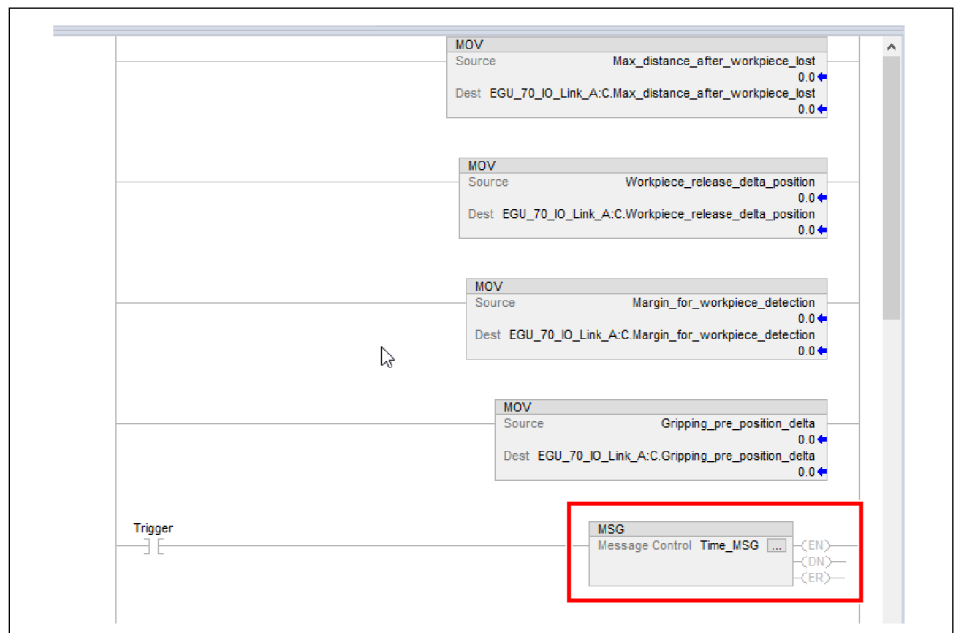 MOV
Source Max_distance_after_workpiece_lost
0.0
Dest EGU_70_IO_Link_A:C.Max_distance_after_workpiece_lost
0.0
MOV
Source Workpiece_release_delta_position
0.0
Dest EGU_70_IO_Link_A:C.Workpiece_release_delta_position
0.0
MOV
Source Margin_for_workpiece_detection
0.0
Dest EGU_70_IO_Link_A:C.Margin_for_workpiece_detection
0.0
MOV
Source Gripping_pre_position_delta
0.0
Dest EGU_70_IO_Link_A:C.Gripping_pre_position_delta
0.0
Trigger
MSG
Message Control Time_MSG ...
EN
DN
ER